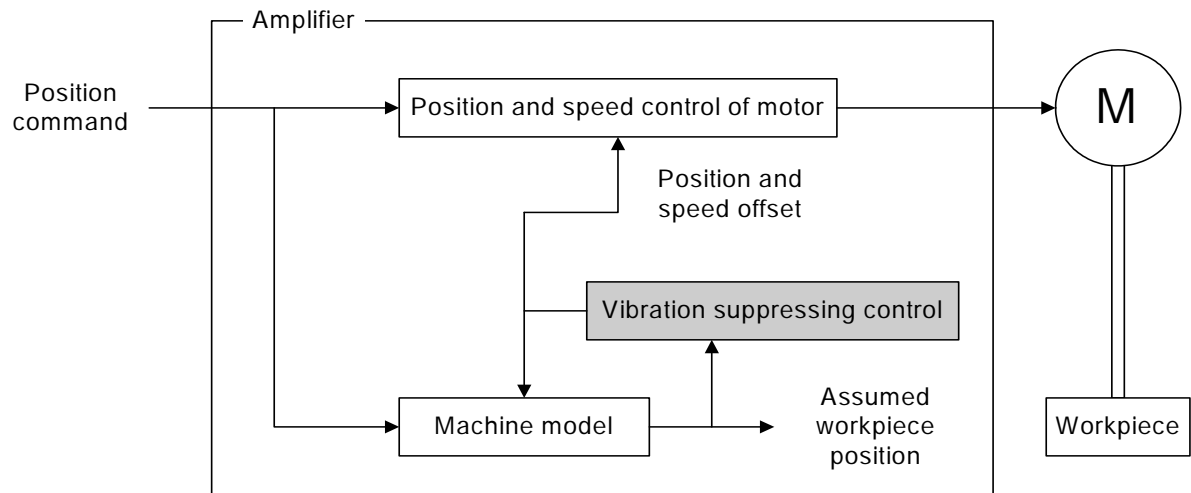 Amplifier
Position
command
Position and speed control of motor
M
Position and
speed offset
Vibration suppressing control
Machine model
Assumed
workpiece
position
Workpiece